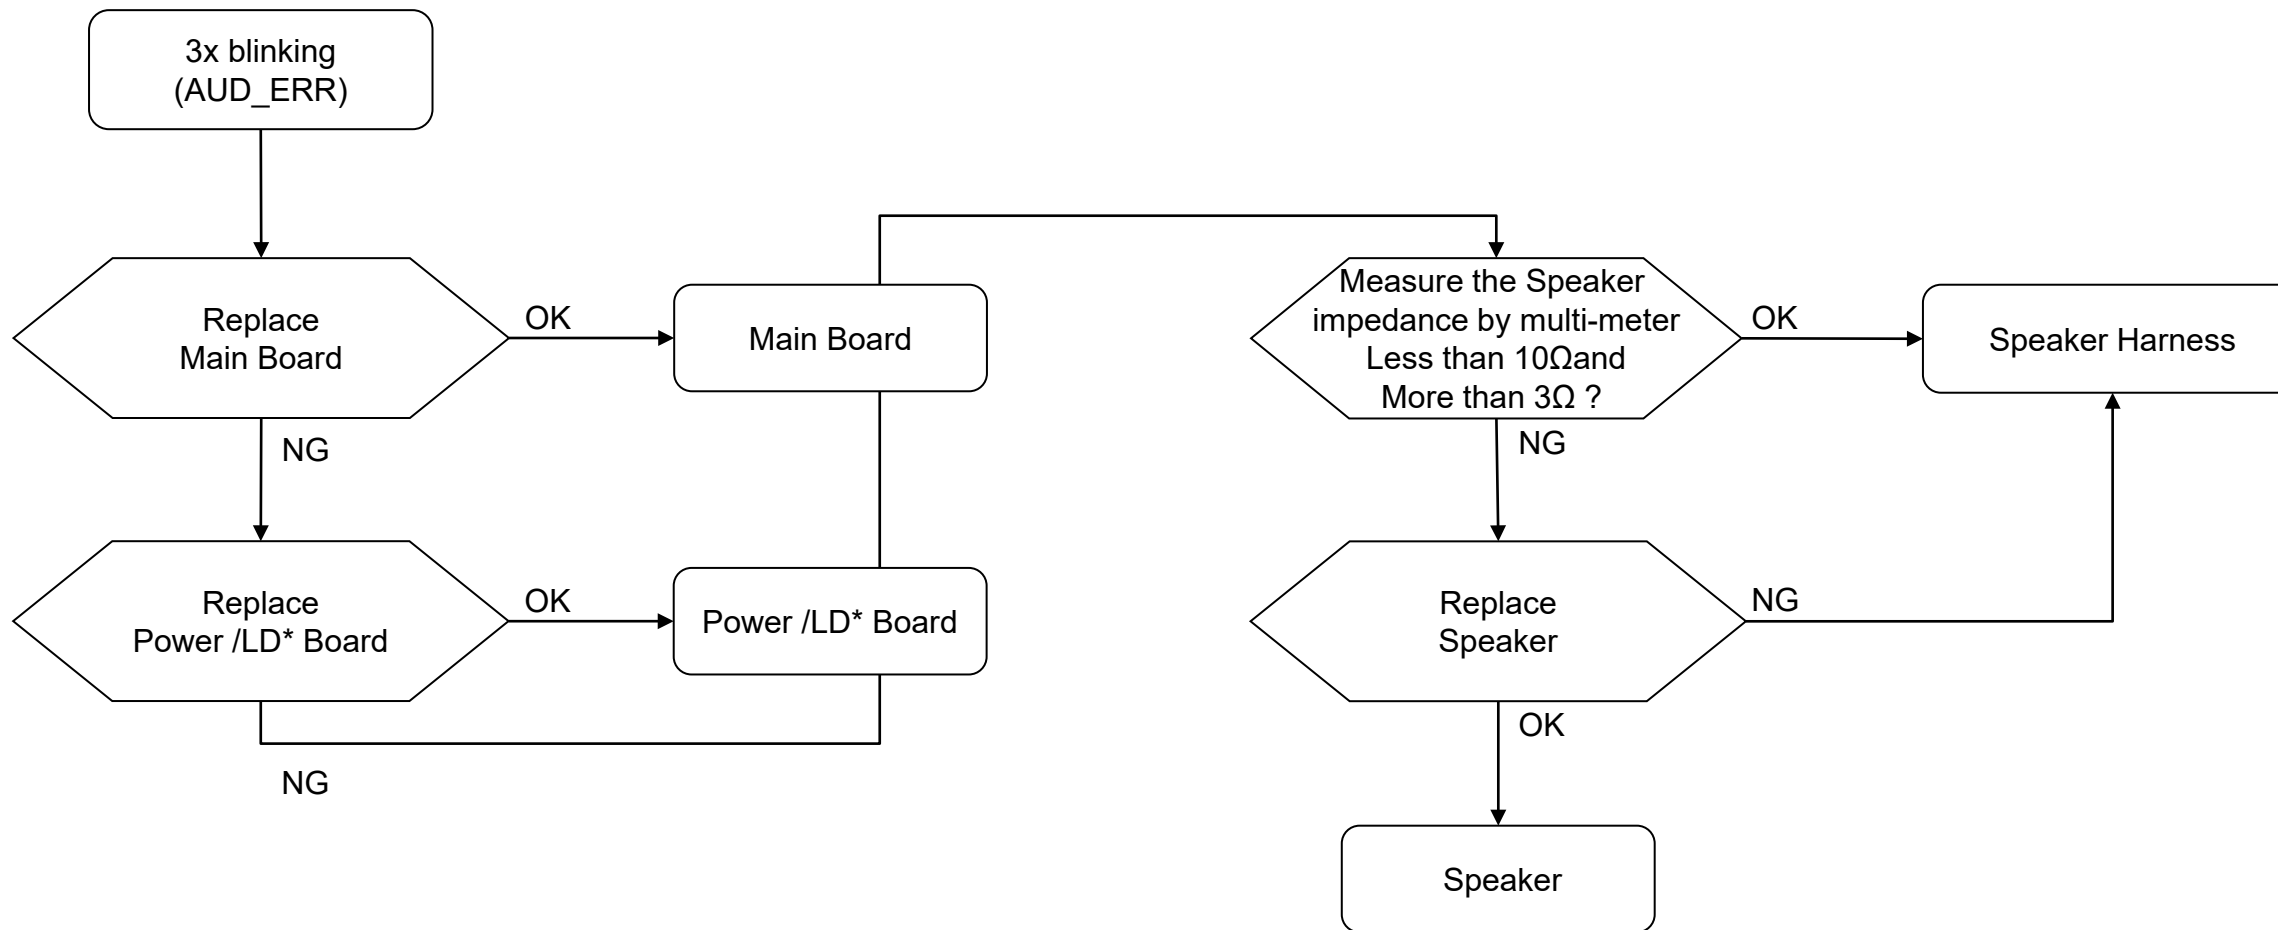 3x blinking
(AUD_ERR)
Replace
Main Board
OK
Main Board
NG
Replace
Power /LD* Board
OK
Power /LD* Board
NG
Measure the Speaker
impedance by multi-meter
Less than 10Ωand
More than 3Ω ?
OK
Speaker Harness
NG
Replace
Speaker
NG
OK
Speaker